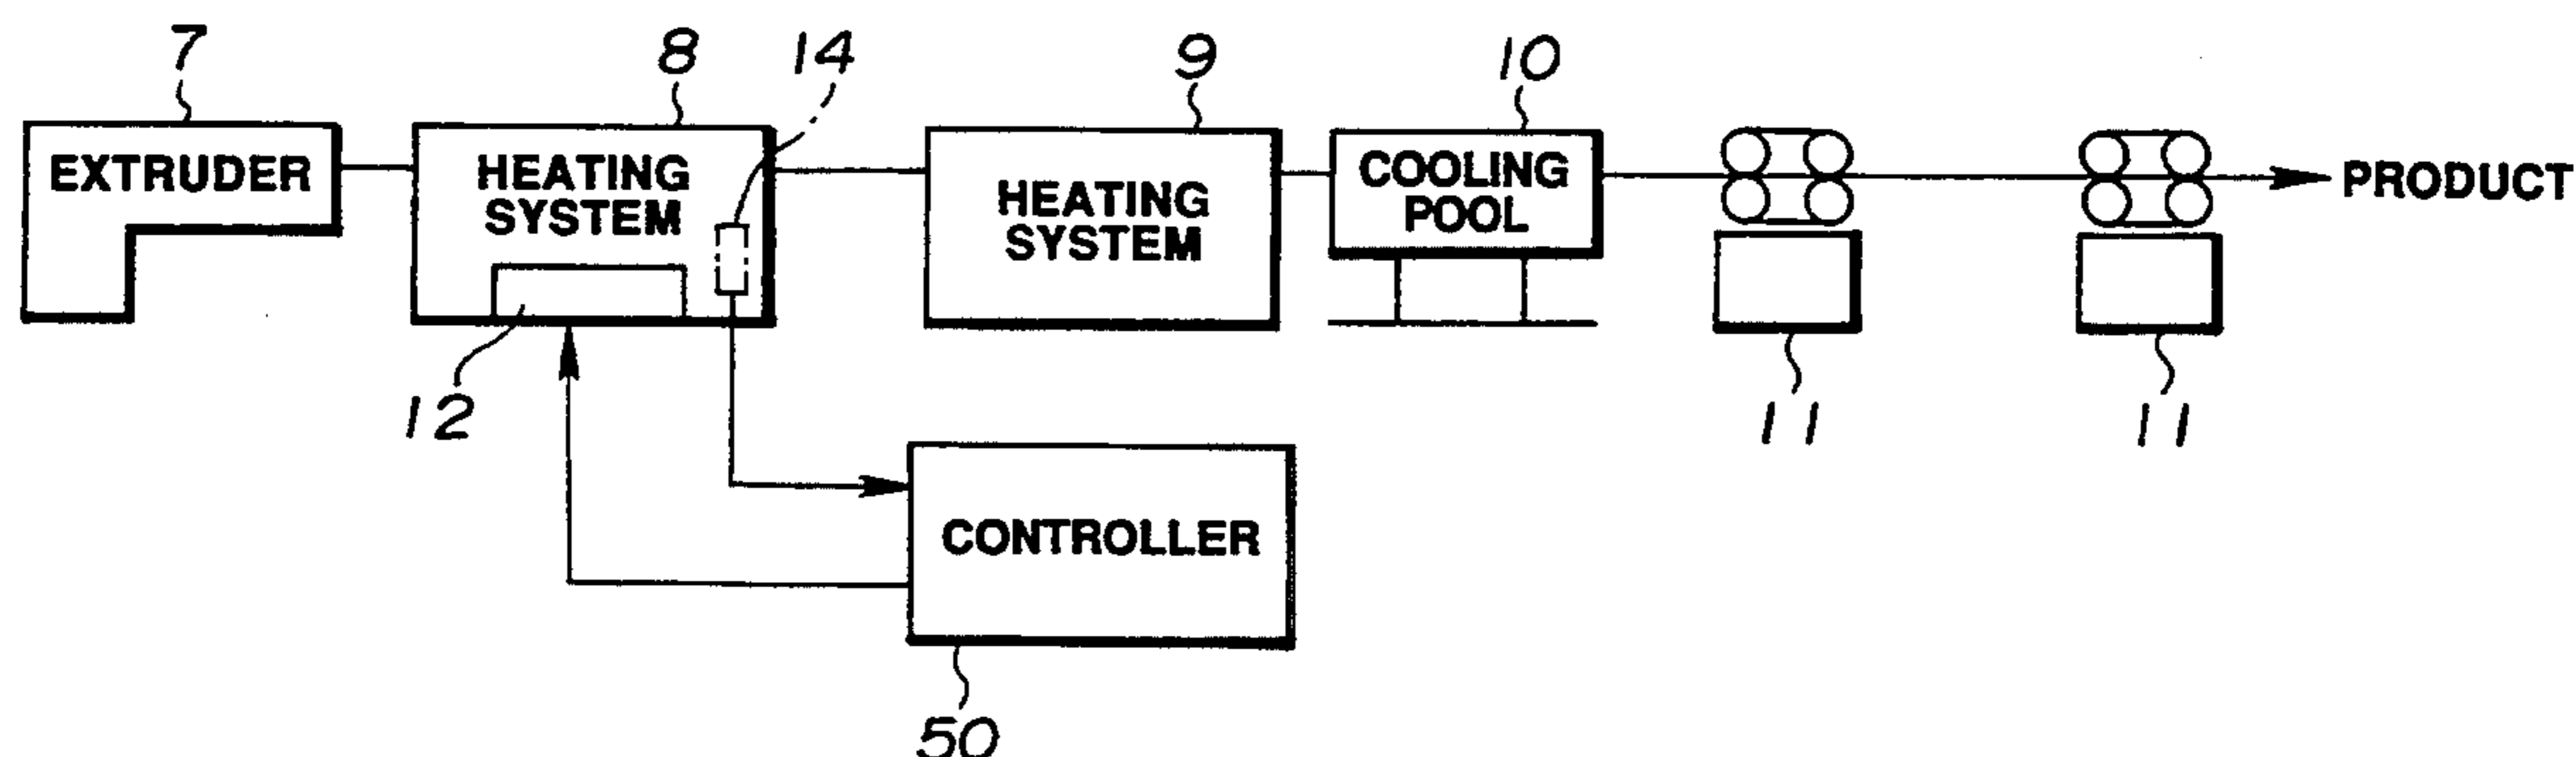 7
8
14
9
10
EXTRUDER
HEATING
SYSTEM
HEATING
SYSTEM
COOLING
POOL
PRODUCT
12
11
11
CONTROLLER
50